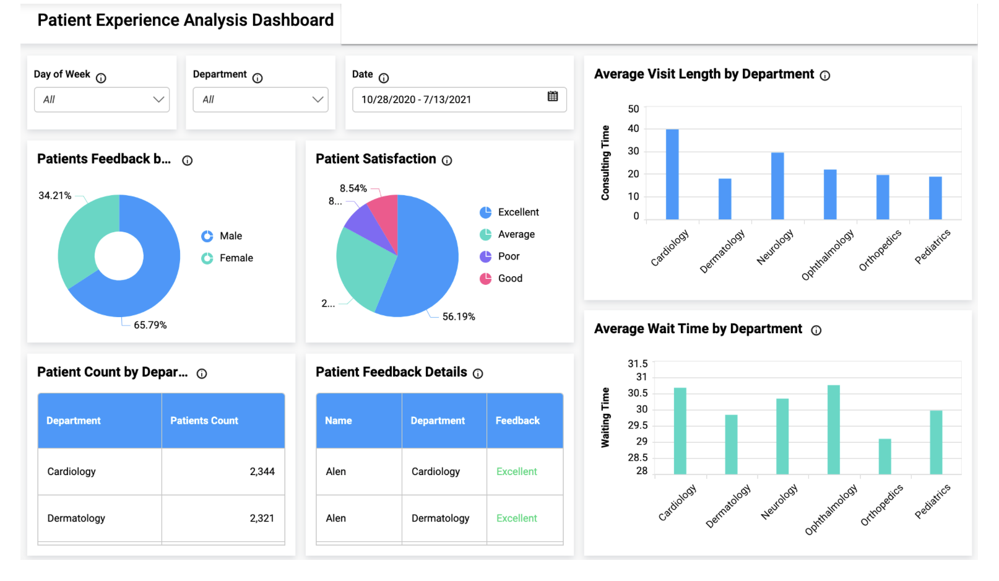 Patient Experience Analysis Dashboard
Day of Week
All
Department
All
Date
10/28/2020 - 7/13/2021
Patients Feedback b...
34.21%
65.79%
Male
Female
Patient Satisfaction
8.54%
8...
2...
56.19%
Excellent
Average
Poor
Good
Patient Count by Depar...
Department Patients Count
Cardiology 2,344
Dermatology 2,321
Patient Feedback Details
Name Department Feedback
Alen Cardiology Excellent
Alen Dermatology Excellent
Average Visit Length by Department
Consulting Time
50
40
30
20
10
0
Cardiology
Dermatology
Neurology
Ophthalmology
Orthopedics
Pediatrics
Average Wait Time by Department
Waiting Time
31.5
31
30.5
30
29.5
29
28.5
28
Cardiology
Dermatology
Neurology
Ophthalmology
Orthopedics
Pediatrics